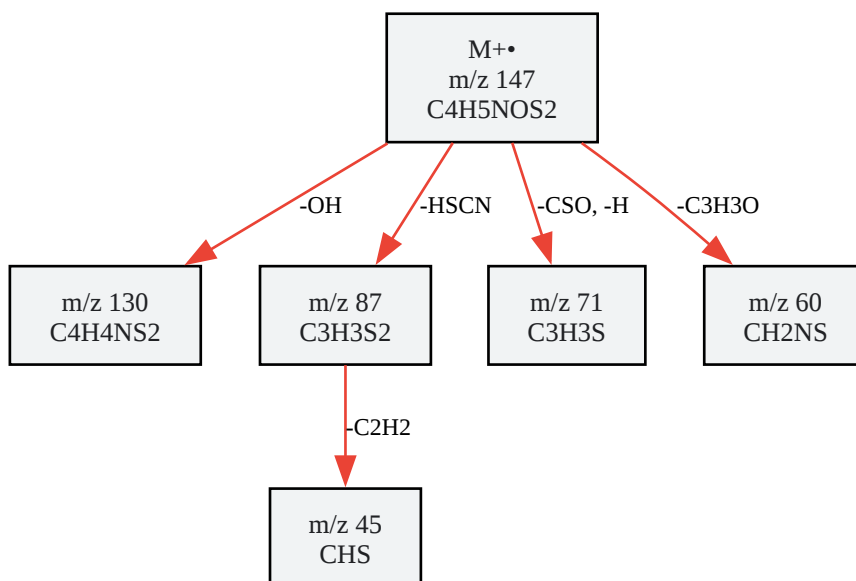 M+•
m/z 147
C4H5NOS2
-OH
-HSCN
-CSO, -H
-C3H3O
m/z 130
C4H4NS2
m/z 87
C3H3S2
m/z 71
C3H3S
m/z 60
CH2NS
-C2H2
m/z 45
CHS